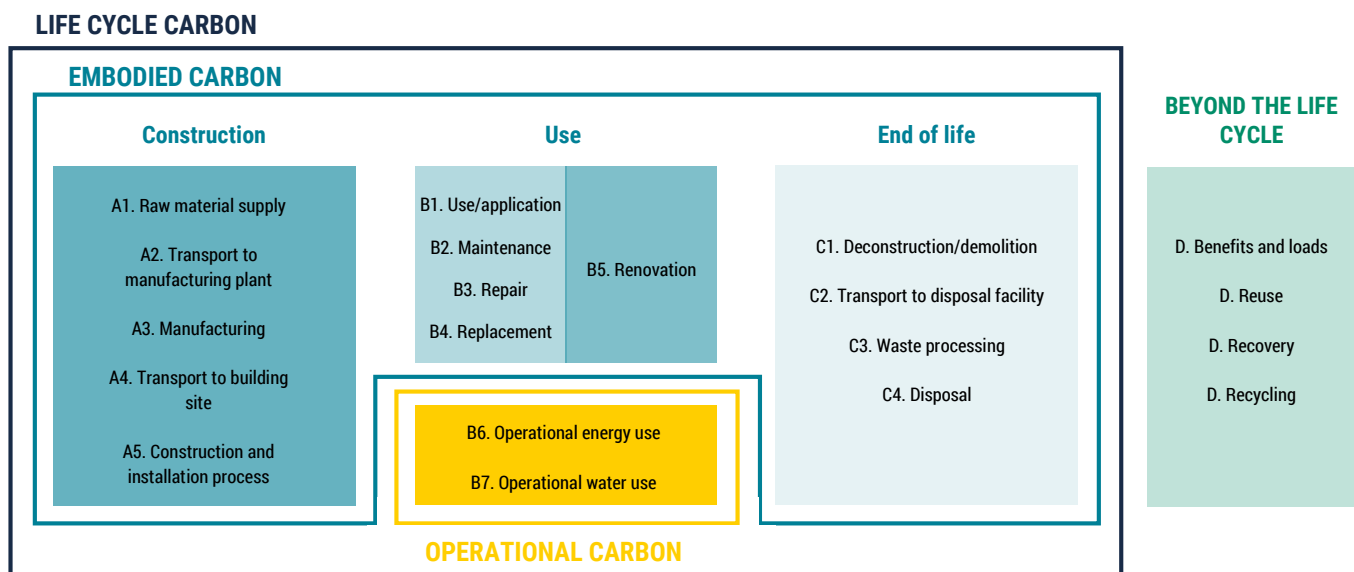 LIFE CYCLE CARBON
EMBODIED CARBON
Construction
A1. Raw material supply
A2. Transport to
manufacturing plant
A3. Manufacturing
A4. Transport to building
site
A5. Construction and
installation process
Use
B1. Use/application
B2. Maintenance
B3. Repair
B4. Replacement
B5. Renovation
B6. Operational energy use
B7. Operational water use
OPERATIONAL CARBON
End of life
C1. Deconstruction/demolition
C2. Transport to disposal facility
C3. Waste processing
C4. Disposal
BEYOND THE LIFE
CYCLE
D. Benefits and loads
D. Reuse
D. Recovery
D. Recycling